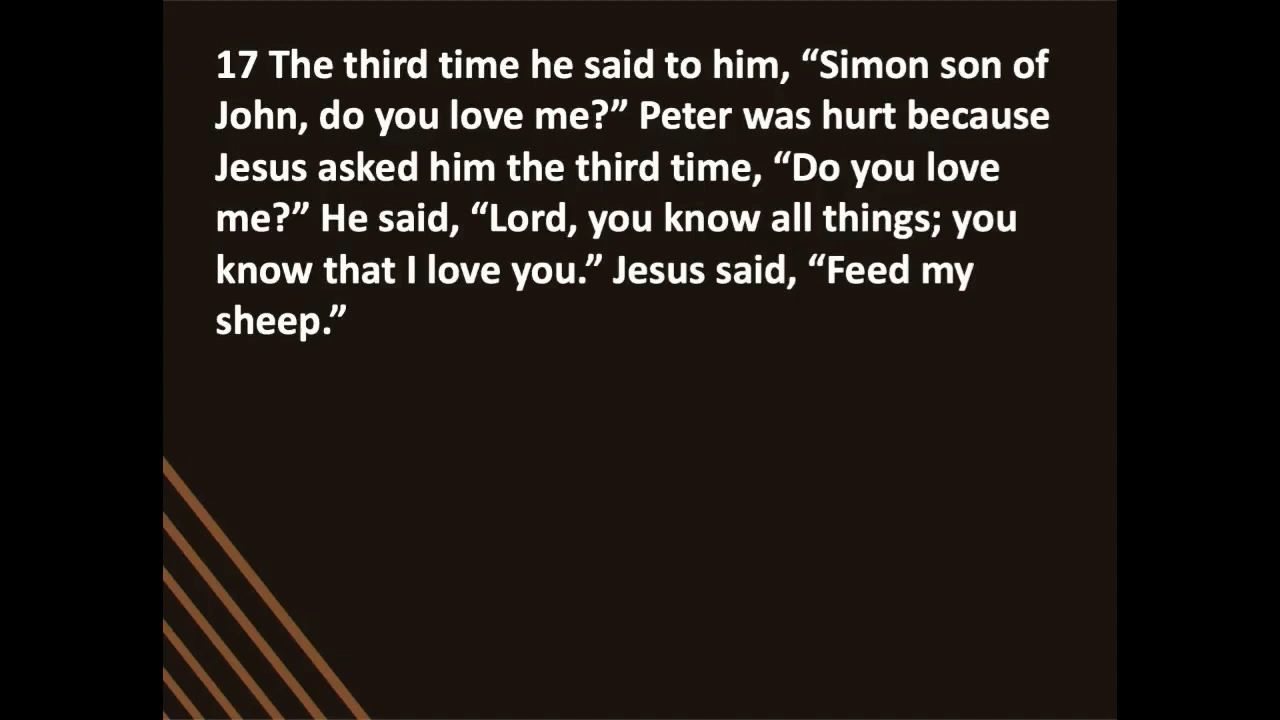 17 The third time he said to him, “Simon son of
John, do you love me?” Peter was hurt because
Jesus asked him the third time, “Do you love
me?” He said, “Lord, you know all things; you
know that I love you.” Jesus said, “Feed my
sheep.”